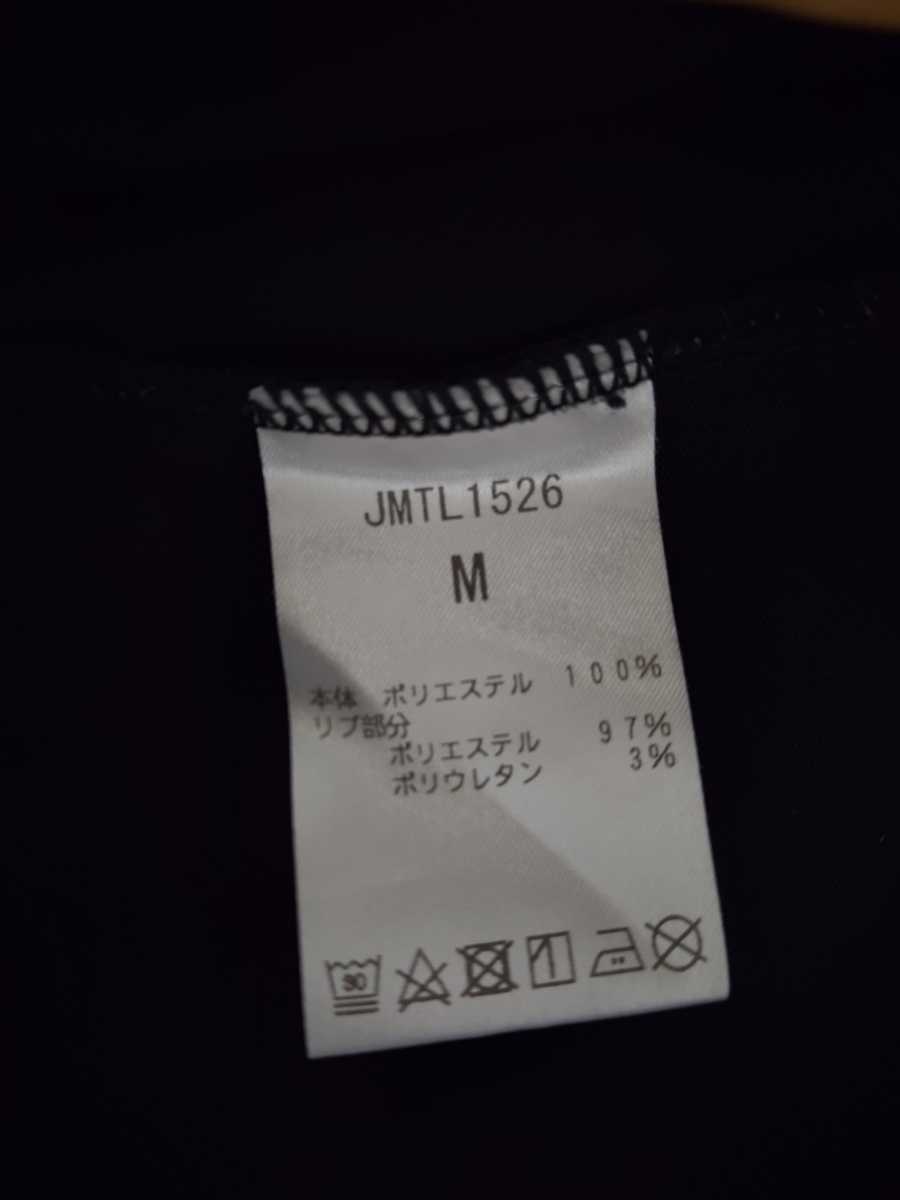 JMTL1526
M
本体 ポリエステル 100%
リブ部分
ポリエステル 97%
ポリウレタン 3%
30